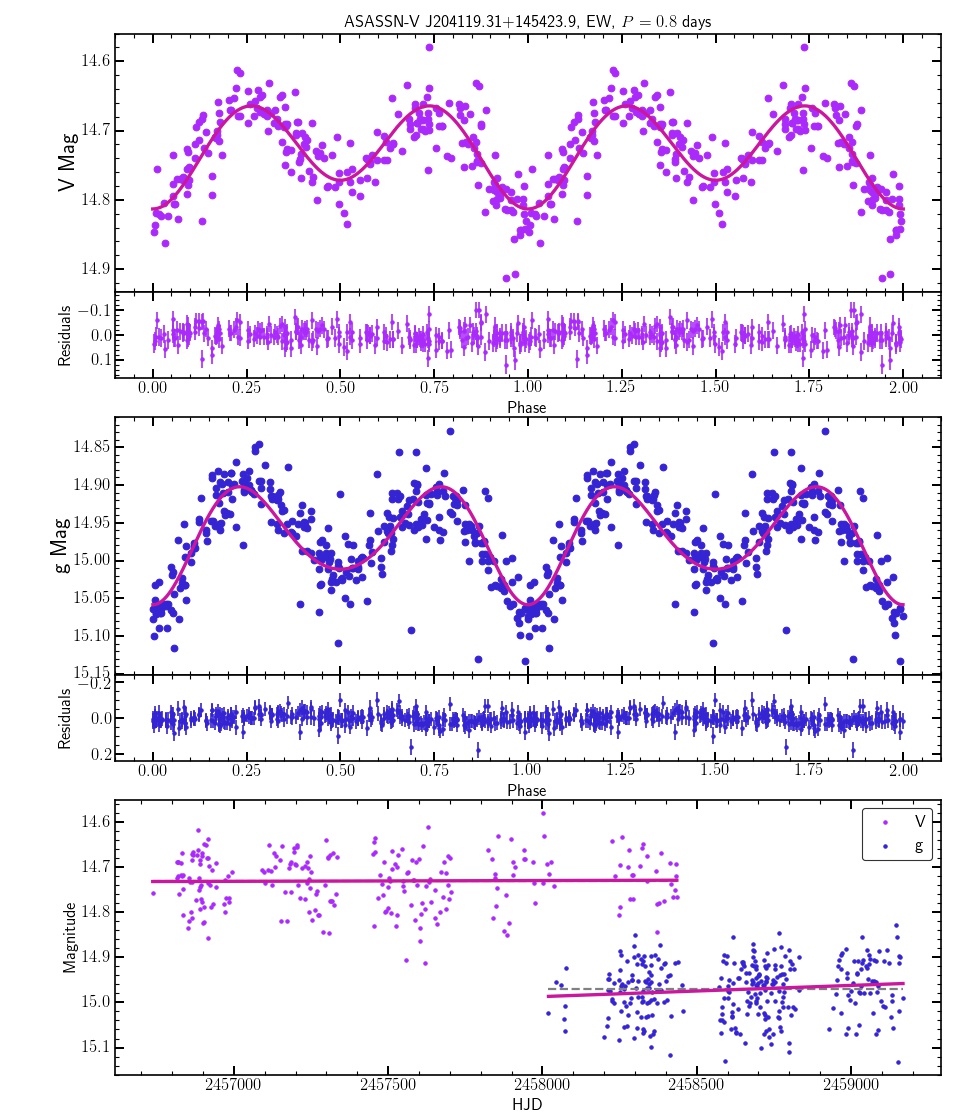 ASASSN-V J204119.31+145423.9, EW, P = 0.8 days
14.6
14.7
14.8
14.9
V Mag
−0.1
0.0
0.1
Residuals
0.00 0.25 0.50 0.75 1.00 1.25 1.50 1.75 2.00
Phase
14.85
14.90
14.95
15.00
15.05
15.10
15.15
g Mag
−0.2
0.0
0.2
Residuals
0.00 0.25 0.50 0.75 1.00 1.25 1.50 1.75 2.00
Phase
14.6
14.7
14.8
14.9
15.0
15.1
Magnitude
V
g
2457000 2457500 2458000 2458500 2459000
HJD